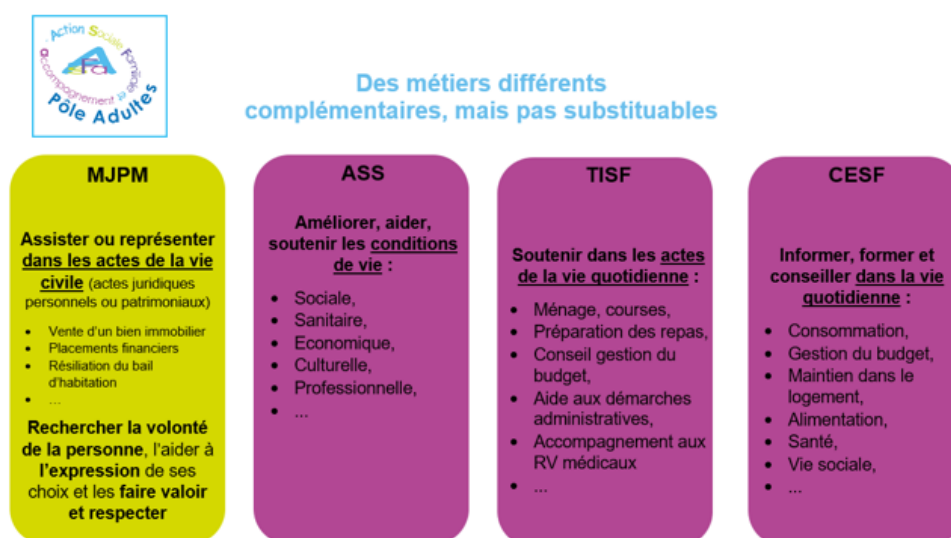 Action Sociale Familiale
accompagnement et
AsFa
Pôle Adultes
Des métiers différents
complémentaires, mais pas substituables
MJPM
Assister ou représenter
dans les actes de la vie
civile (actes juridiques
personnels ou patrimoniaux)
• Vente d'un bien immobilier
• Placements financiers
• Résiliation du bail
d'habitation
• ...
Rechercher la volonté
de la personne, l'aider à
l'expression de ses
choix et les faire valoir
et respecter
ASS
Améliorer, aider,
soutenir les conditions
de vie :
• Sociale,
• Sanitaire,
• Economique,
• Culturelle,
• Professionnelle,
• ...
TISF
Soutenir dans les actes
de la vie quotidienne :
• Ménage, courses,
• Préparation des repas,
• Conseil gestion du
budget,
• Aide aux démarches
administratives,
• Accompagnement aux
RV médicaux
• ...
CESF
Informer, former et
conseiller dans la vie
quotidienne :
• Consommation,
• Gestion du budget,
• Maintien dans le
logement,
• Alimentation,
• Santé,
• Vie sociale,
• ...